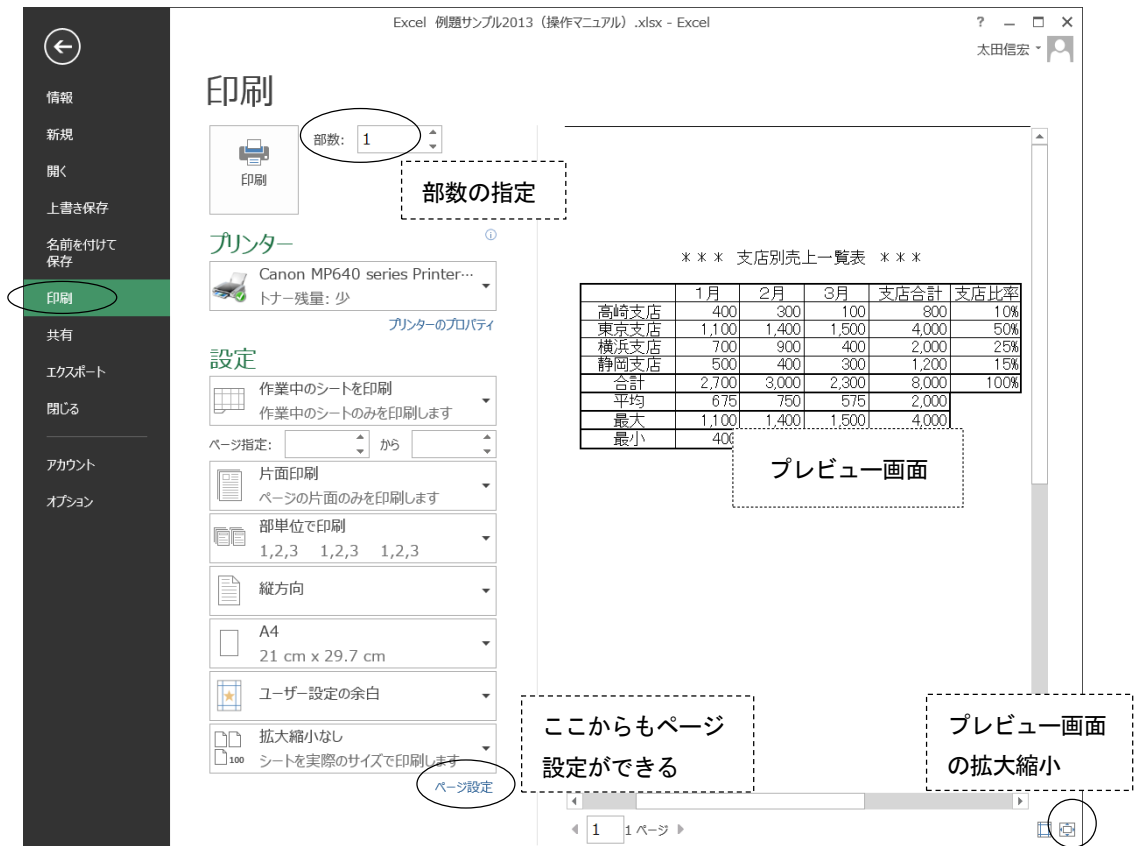 Excel 例題サンプル2013（操作マニュアル）.xlsx - Excel
?
太田信宏
情報
新規
開く
上書き保存
名前を付けて
保存
印刷
共有
エクスポート
閉じる
アカウント
オプション
印刷
印刷
部数: 1
部数の指定
プリンター
Canon MP640 series Printer…
トナー残量: 少
プリンターのプロパティ
設定
作業中のシートを印刷
作業中のシートのみを印刷します
ページ指定: から
片面印刷
ページの片面のみを印刷します
部単位で印刷
1,2,3 1,2,3 1,2,3
縦方向
A4
21 cm x 29.7 cm
ユーザー設定の余白
拡大縮小なし
100 シートを実際のサイズで印刷します
ページ設定
ここからもページ
設定ができる
＊＊＊ 支店別売上一覧表 ＊＊＊
1月 2月 3月 支店合計 支店比率
高崎支店 400 300 100 800 10%
東京支店 1,100 1,400 1,500 4,000 50%
横浜支店 700 900 400 2,000 25%
静岡支店 500 400 300 1,200 15%
合計 2,700 3,000 2,300 8,000 100%
平均 675 750 575 2,000
最大 1,100 1,400 1,500 4,000
最小 400
プレビュー画面
プレビュー画面
の拡大縮小
1 1 ページ